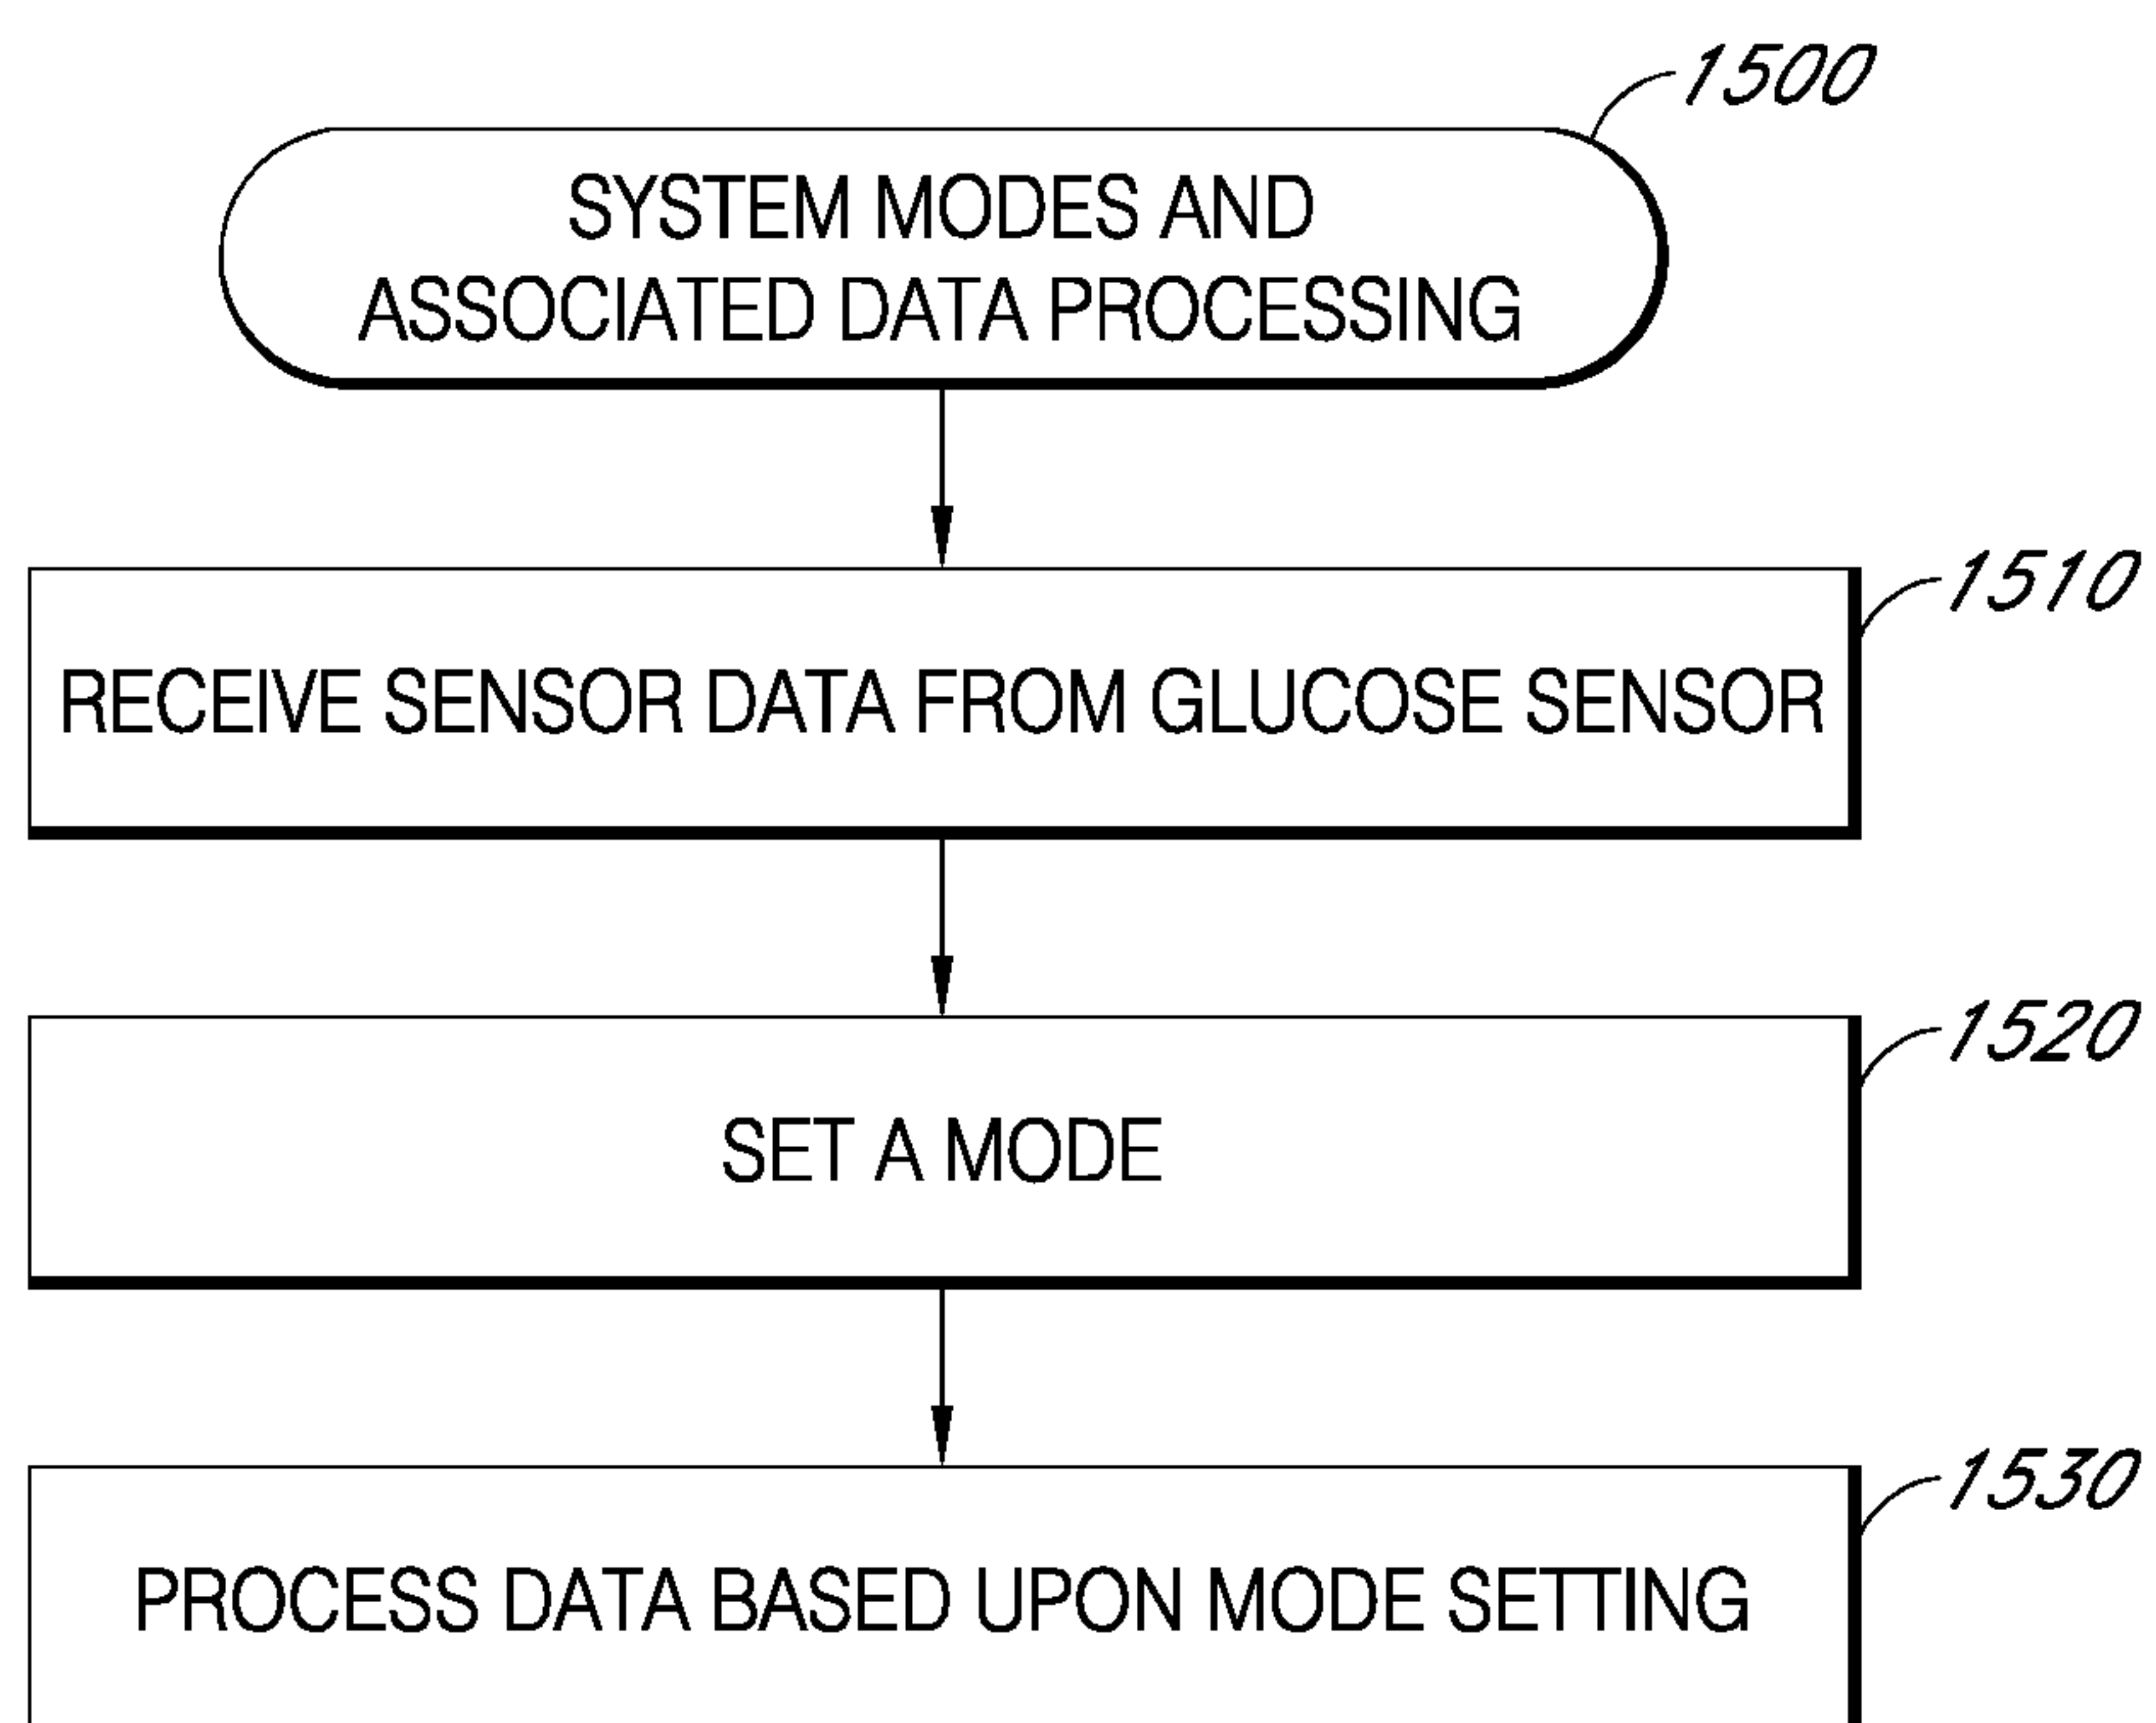 1500
SYSTEM MODES AND
ASSOCIATED DATA PROCESSING
1510
RECEIVE SENSOR DATA FROM GLUCOSE SENSOR
1520
SET A MODE
1530
PROCESS DATA BASED UPON MODE SETTING